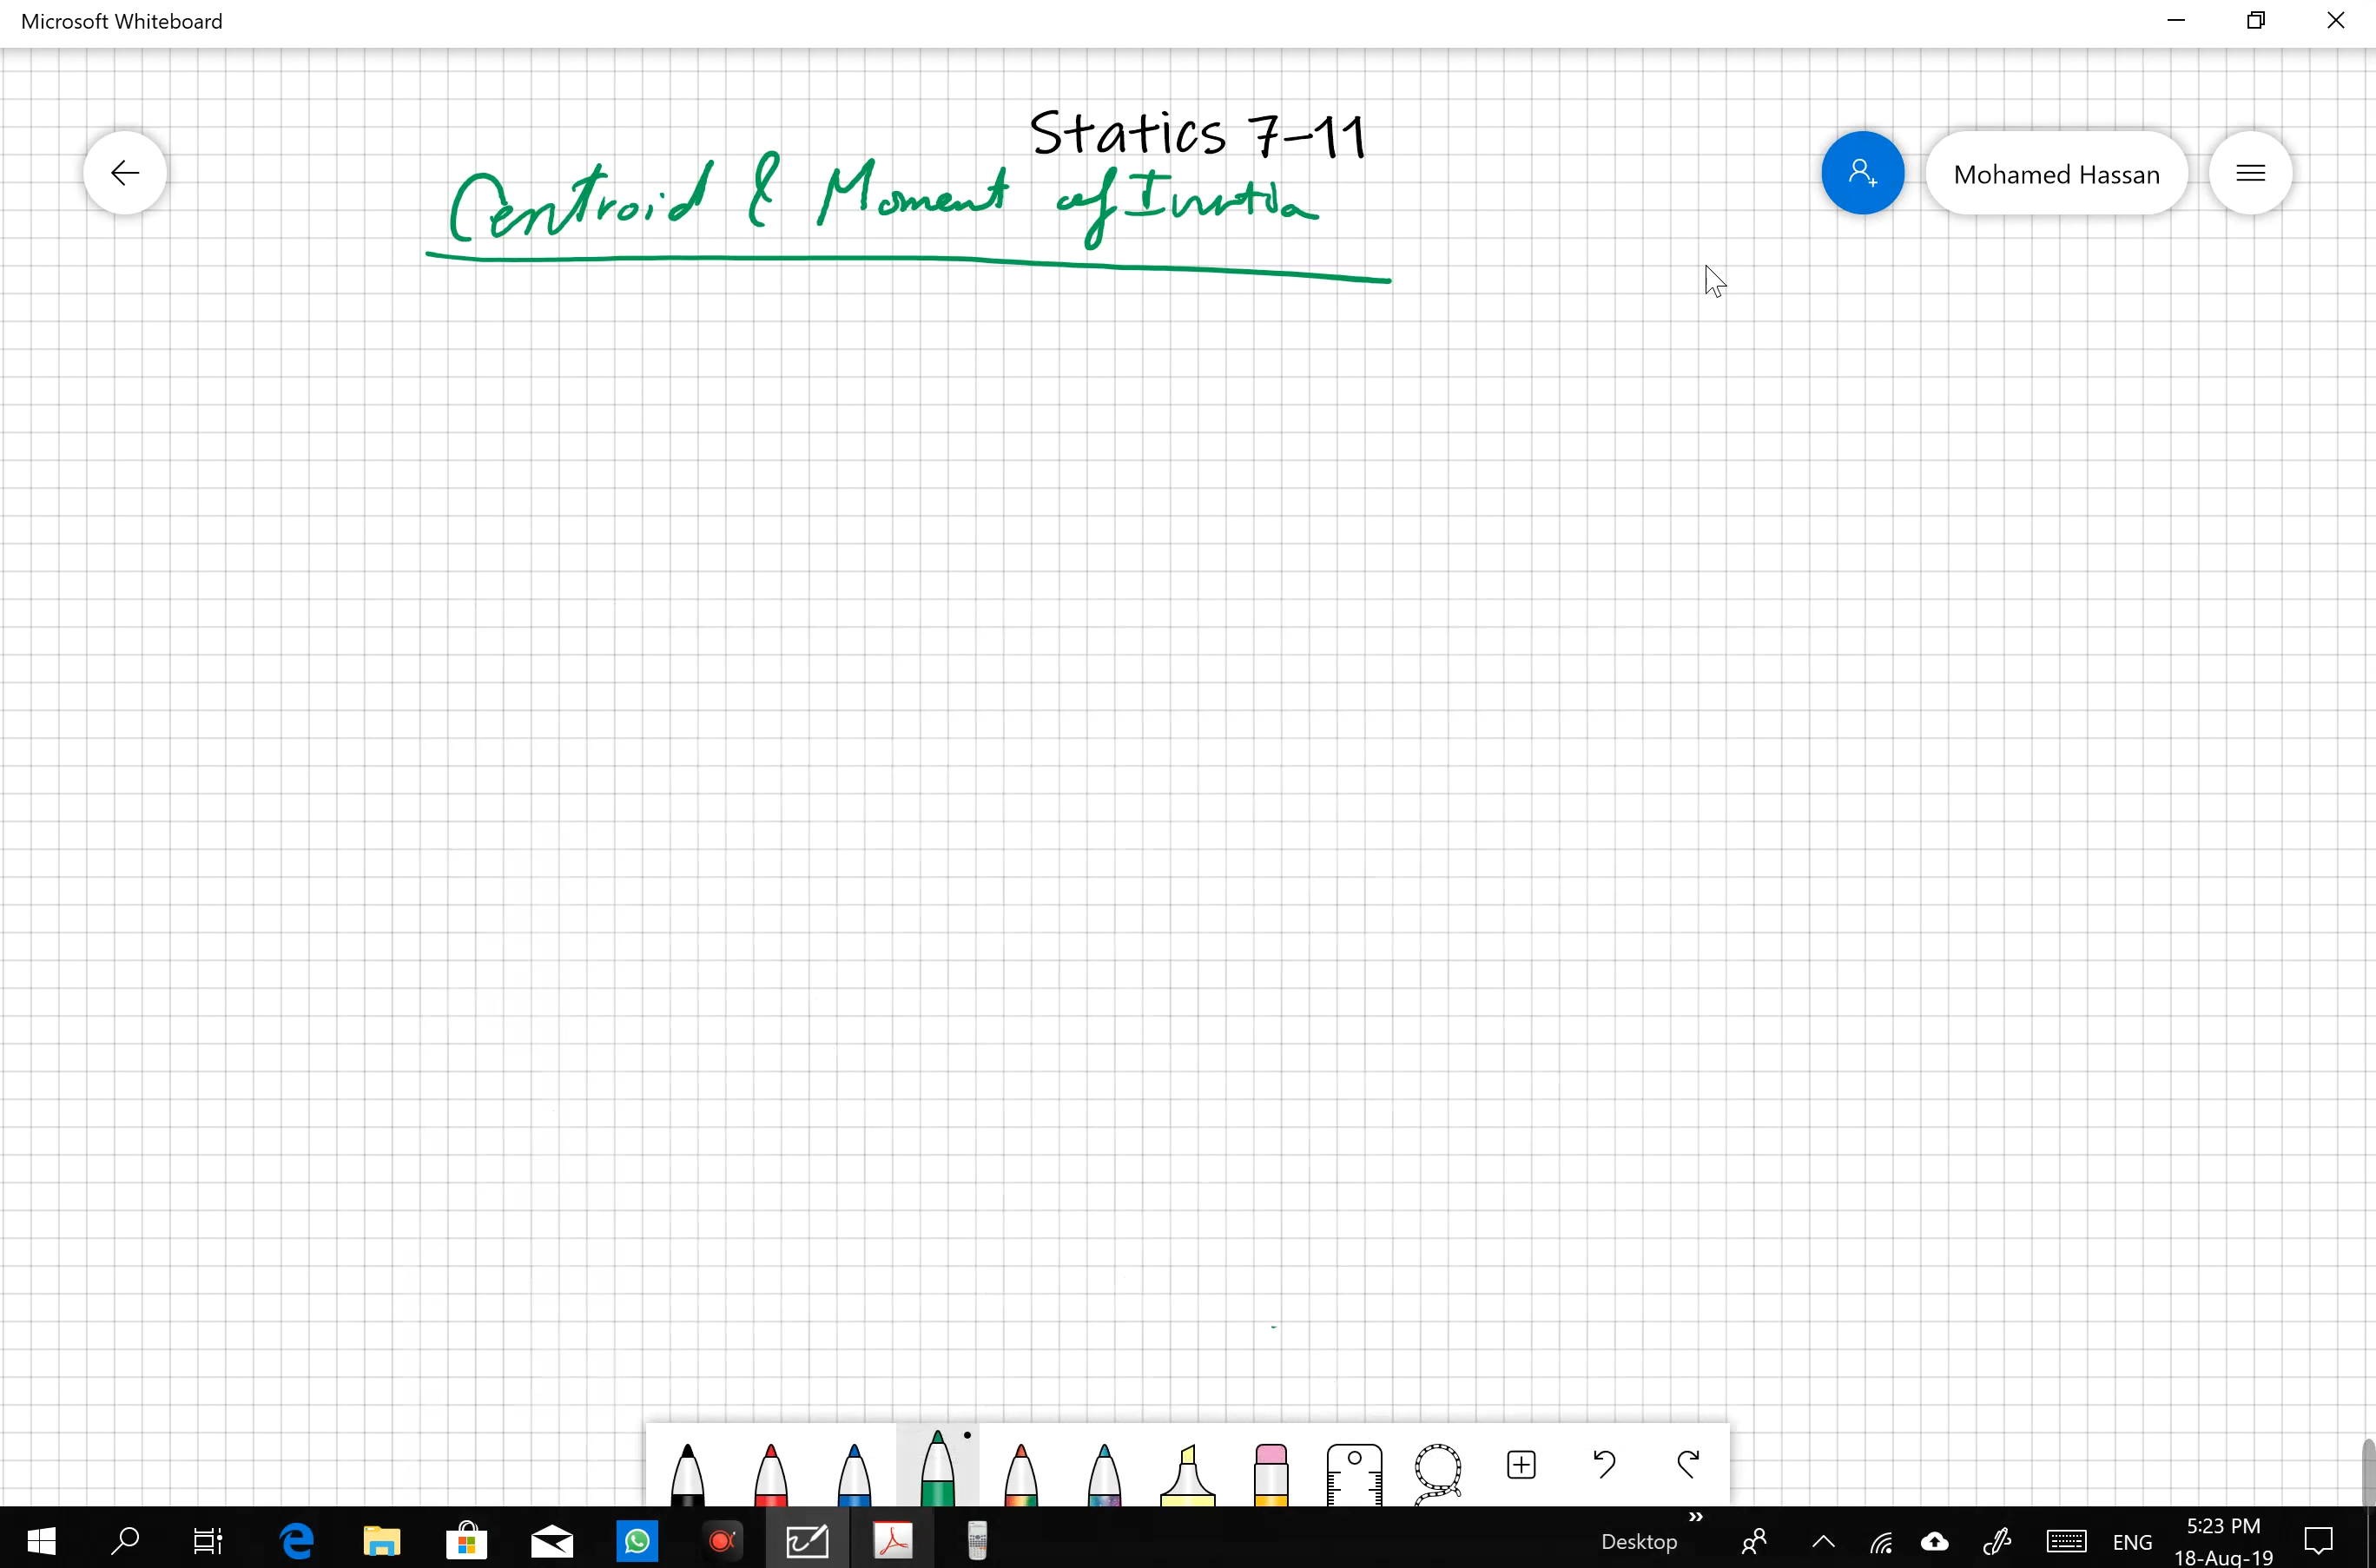 Microsoft Whiteboard
Statics 7-11
Centroid & Moment of Inertia
Mohamed Hassan
Desktop
ENG
5:23 PM
18-Aug-19